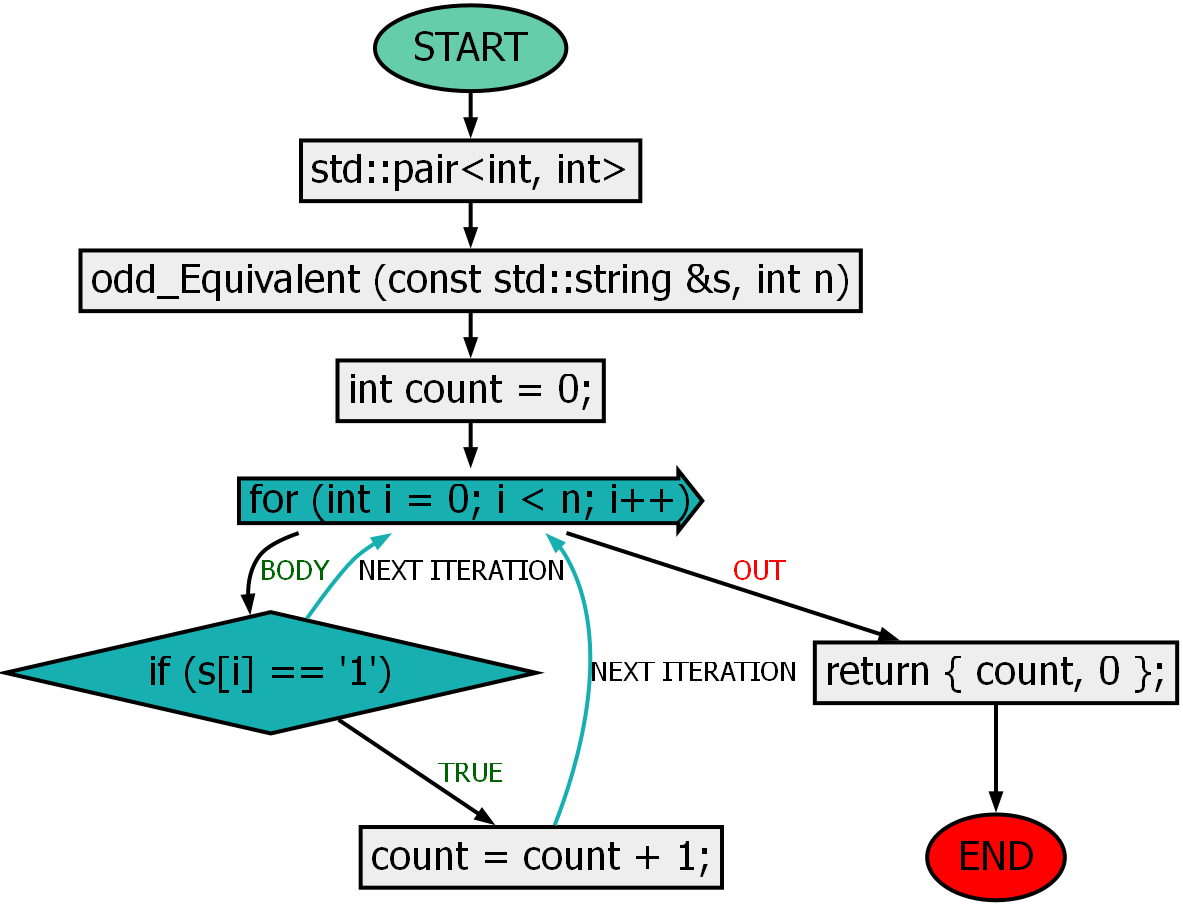 START
std::pair<int, int>
odd_Equivalent (const std::string &s, int n)
int count = 0;
for (int i = 0; i < n; i++)
BODY
NEXT ITERATION
OUT
if (s[i] == '1')
NEXT ITERATION
return { count, 0 };
TRUE
count = count + 1;
END